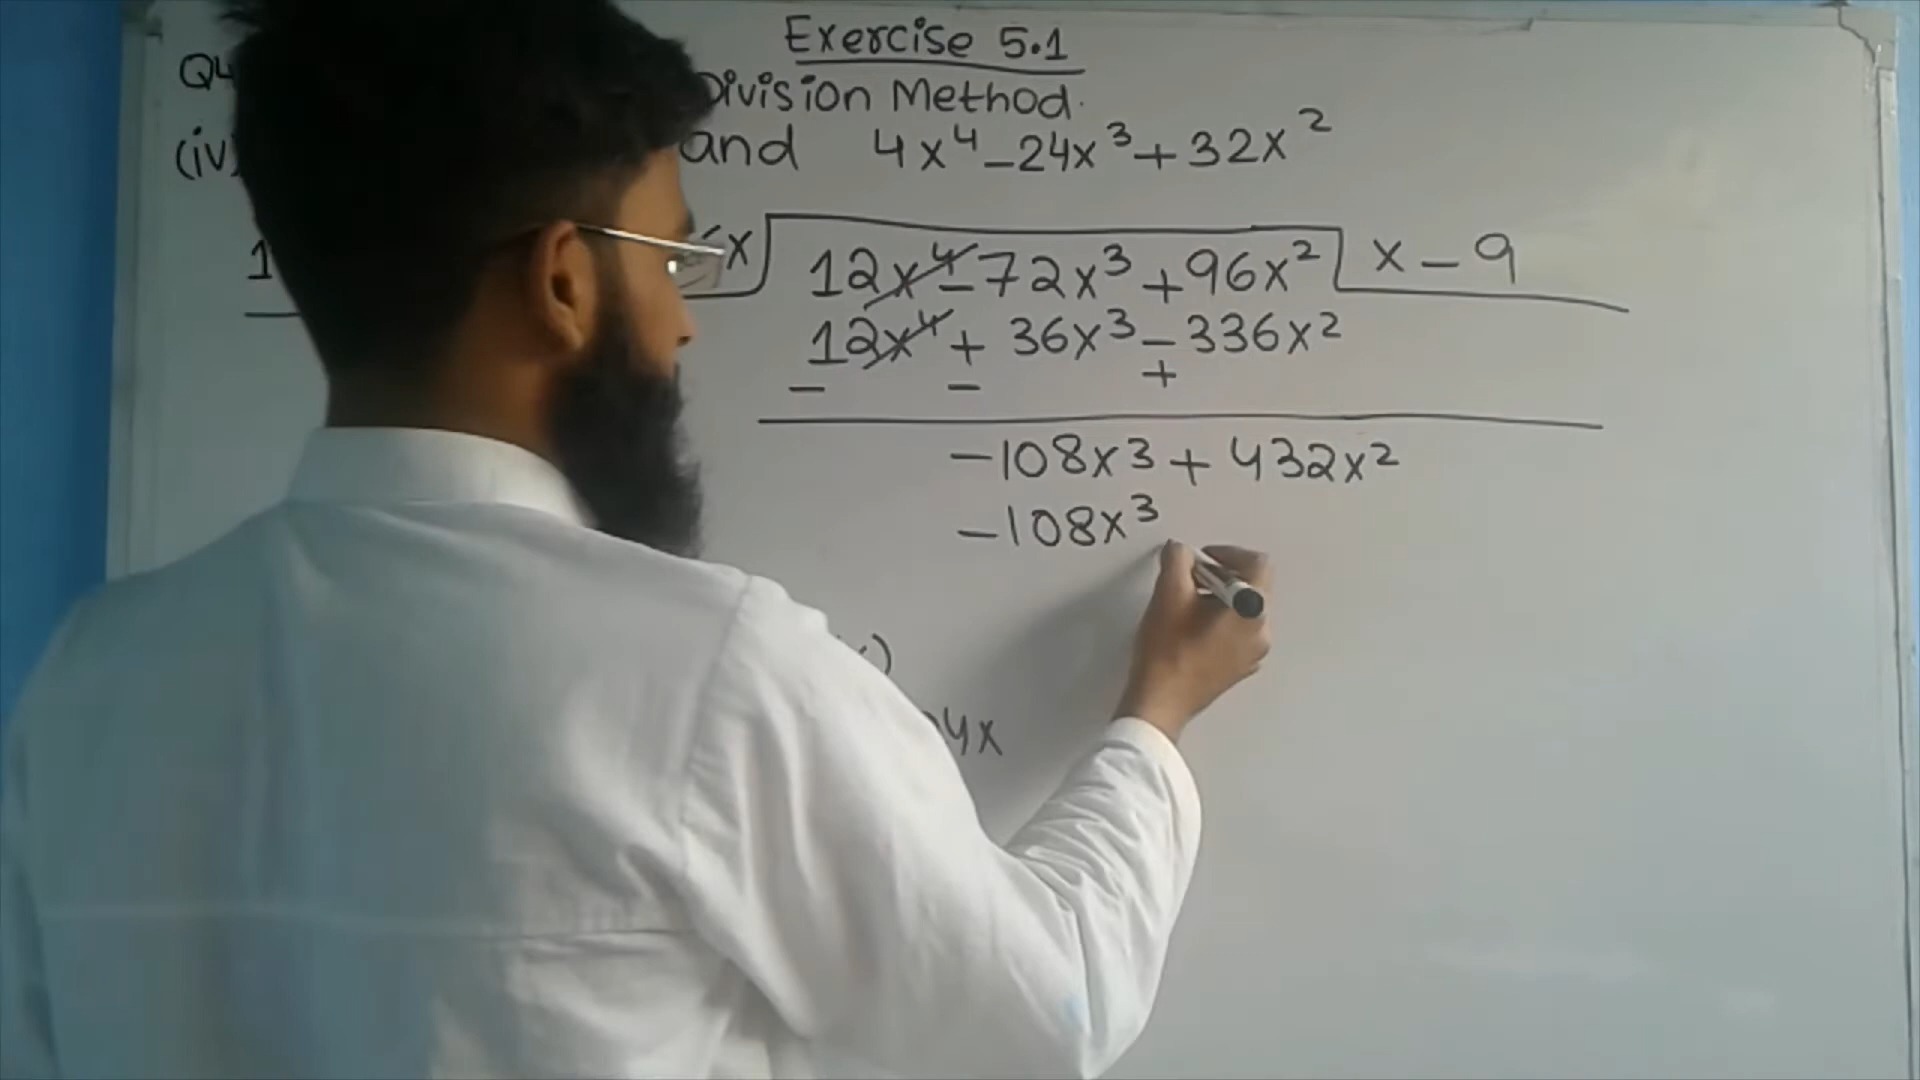 Exercise 5.1
Q4 Division Method.
(iv) and 4x⁴-24x³+32x²
1 x 12x⁴-72x³+96x² x-9
12x⁴+36x³-336x²
- - +
-108x³+432x²
-108x³
4x